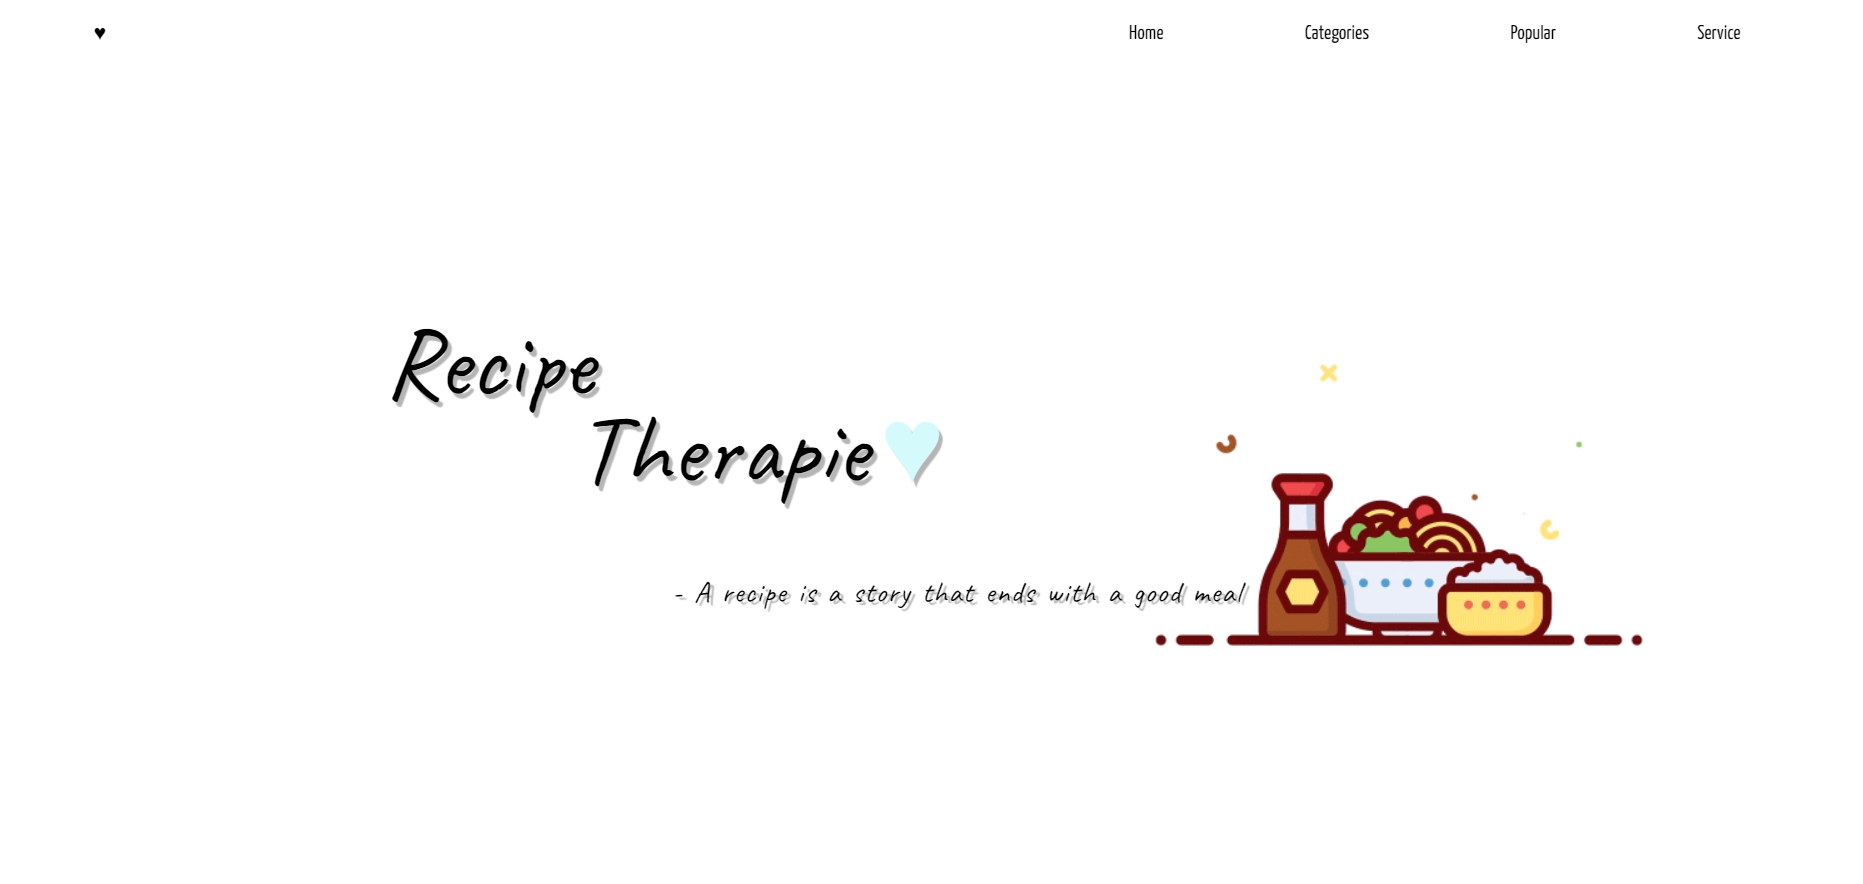 ♥ Home Categories Popular Service
Recipe
Therapie♥
- A recipe is a story that ends with a good meal